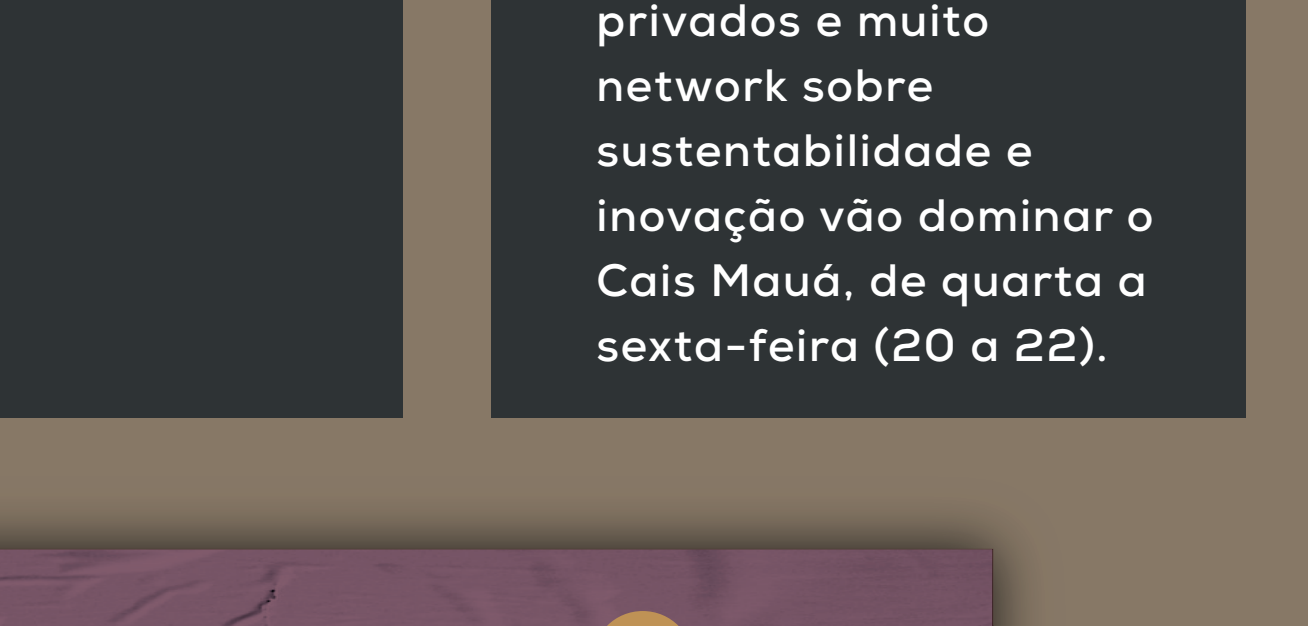 privados e muito
network sobre
sustentabilidade e
inovação vão dominar o
Cais Mauá, de quarta a
sexta-feira (20 a 22).